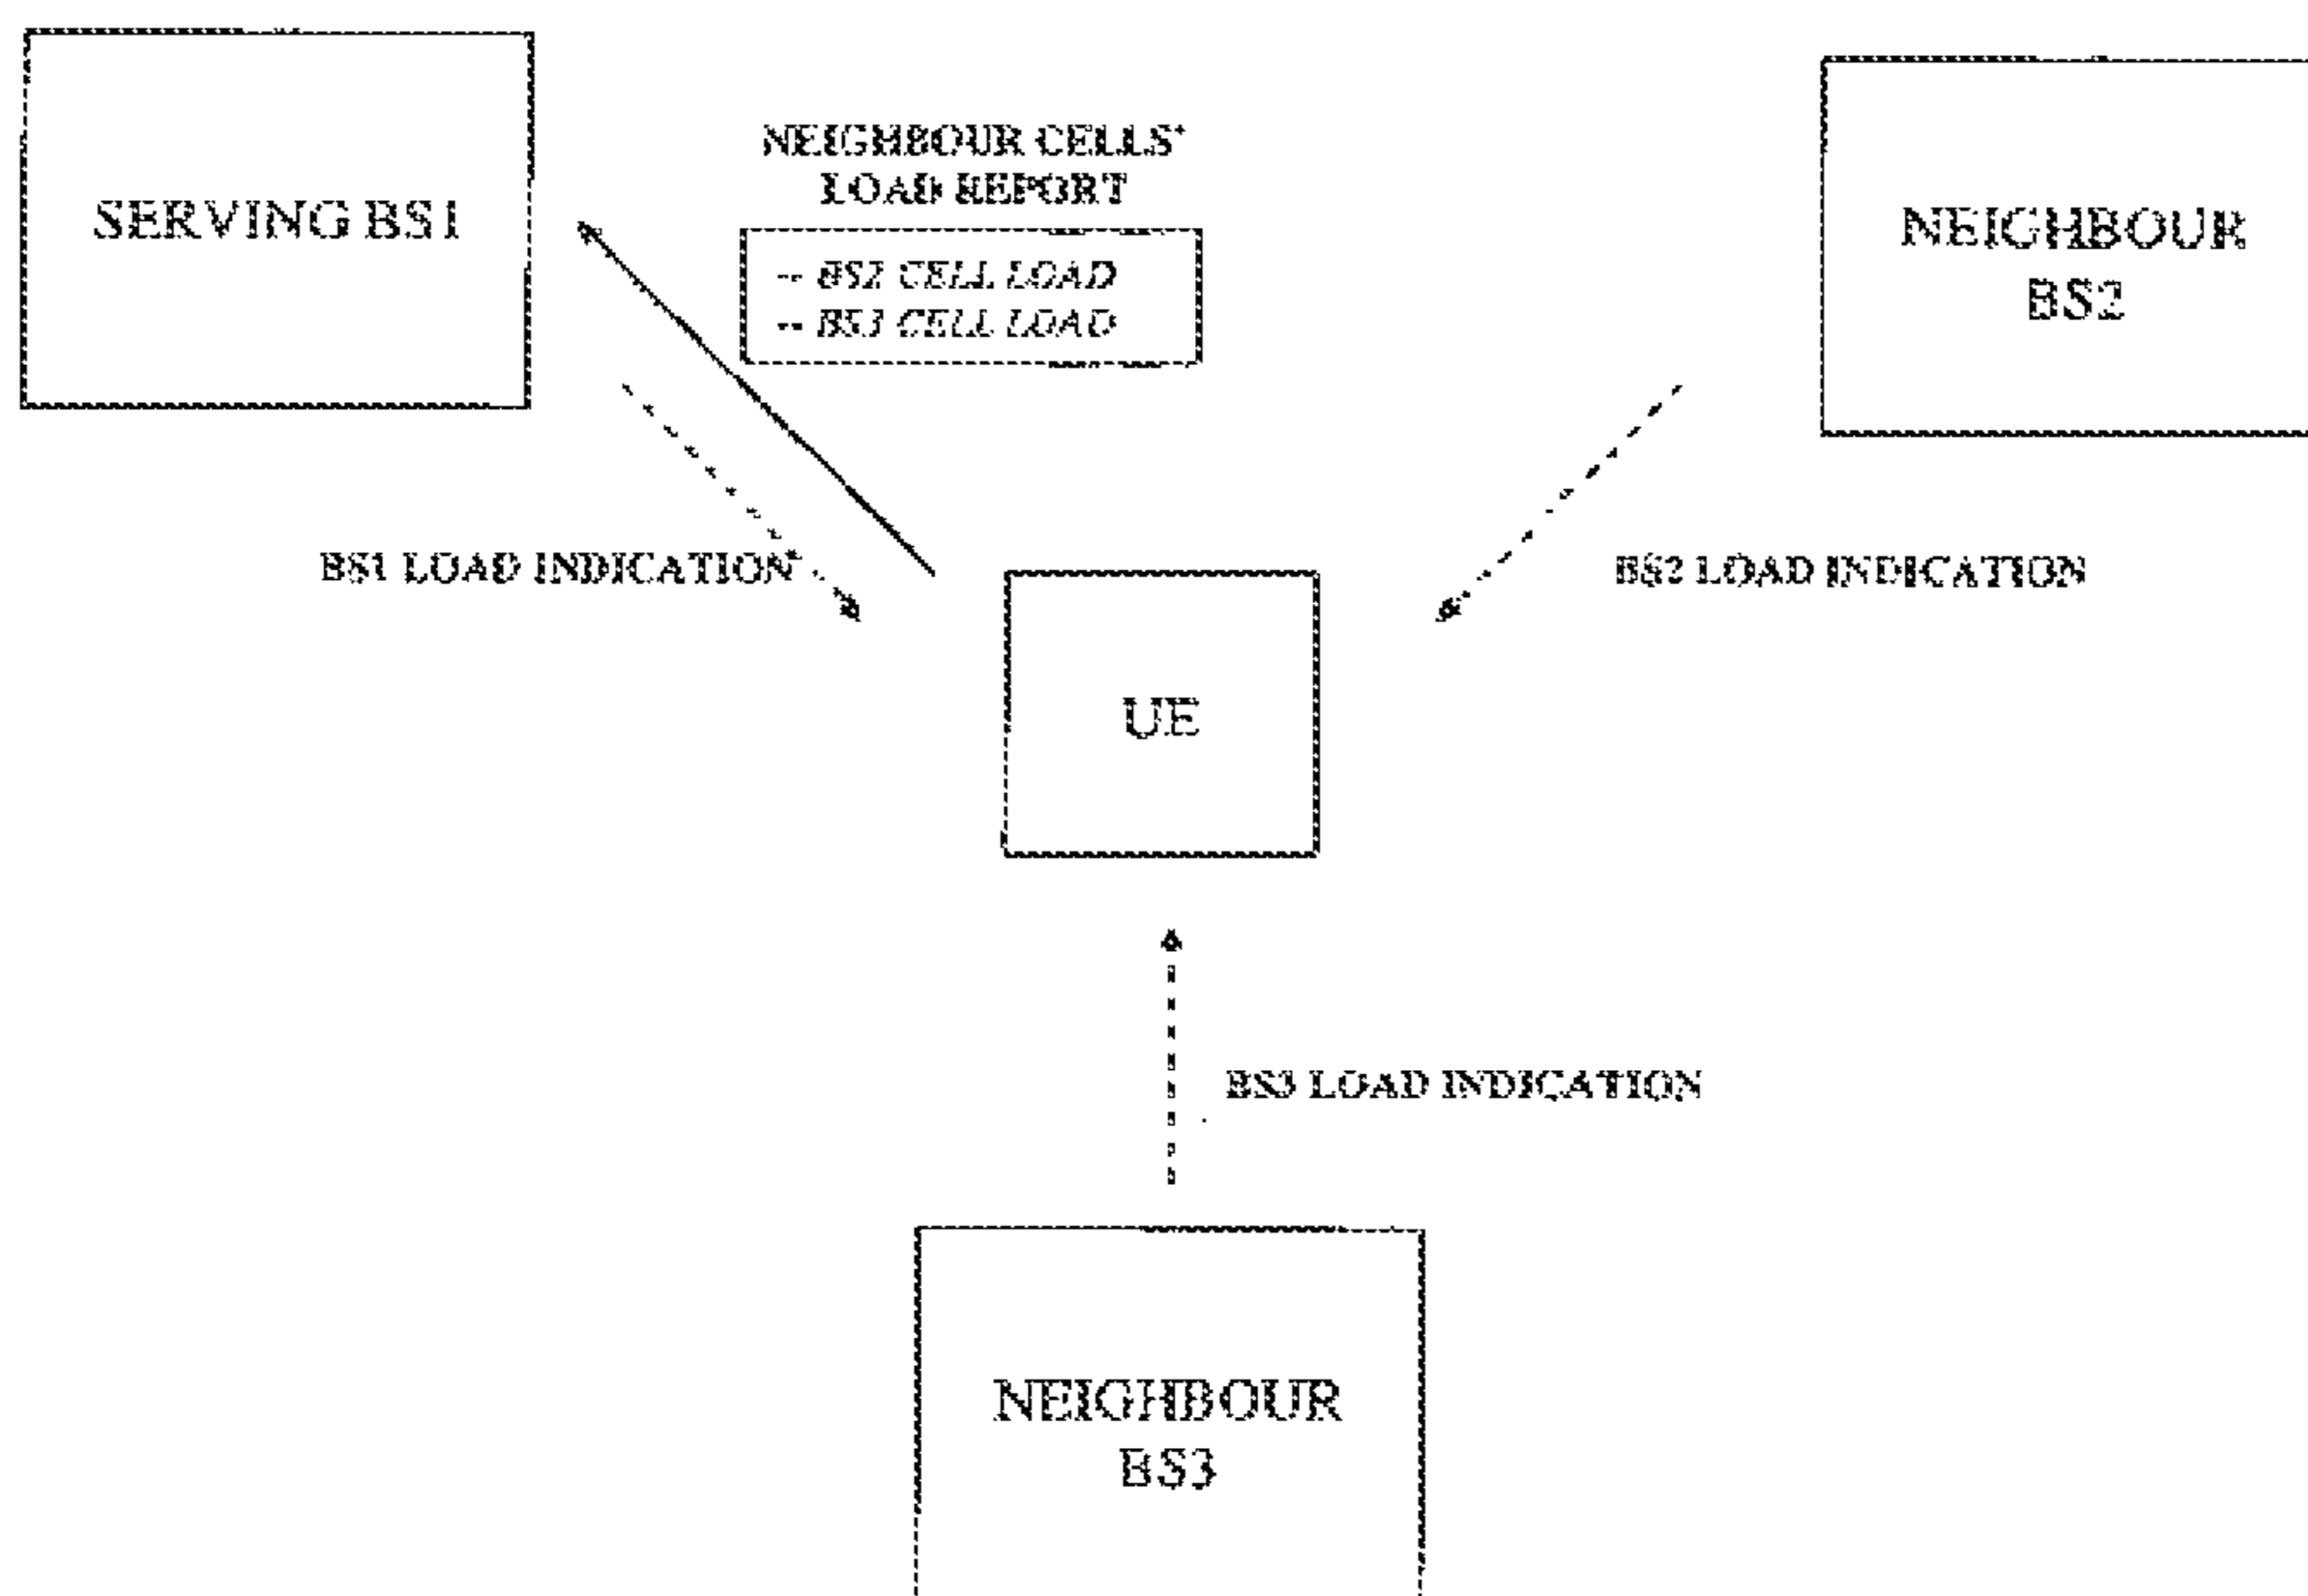 SERVING BS1
NEIGHBOUR CELLS'
LOAD REPORT
-- BS2 CELL LOAD
-- BS3 CELL LOAD
NEIGHBOUR
BS2
BS1 LOAD INDICATION
BS2 LOAD INDICATION
UE
BS3 LOAD INDICATION
NEIGHBOUR
BS3